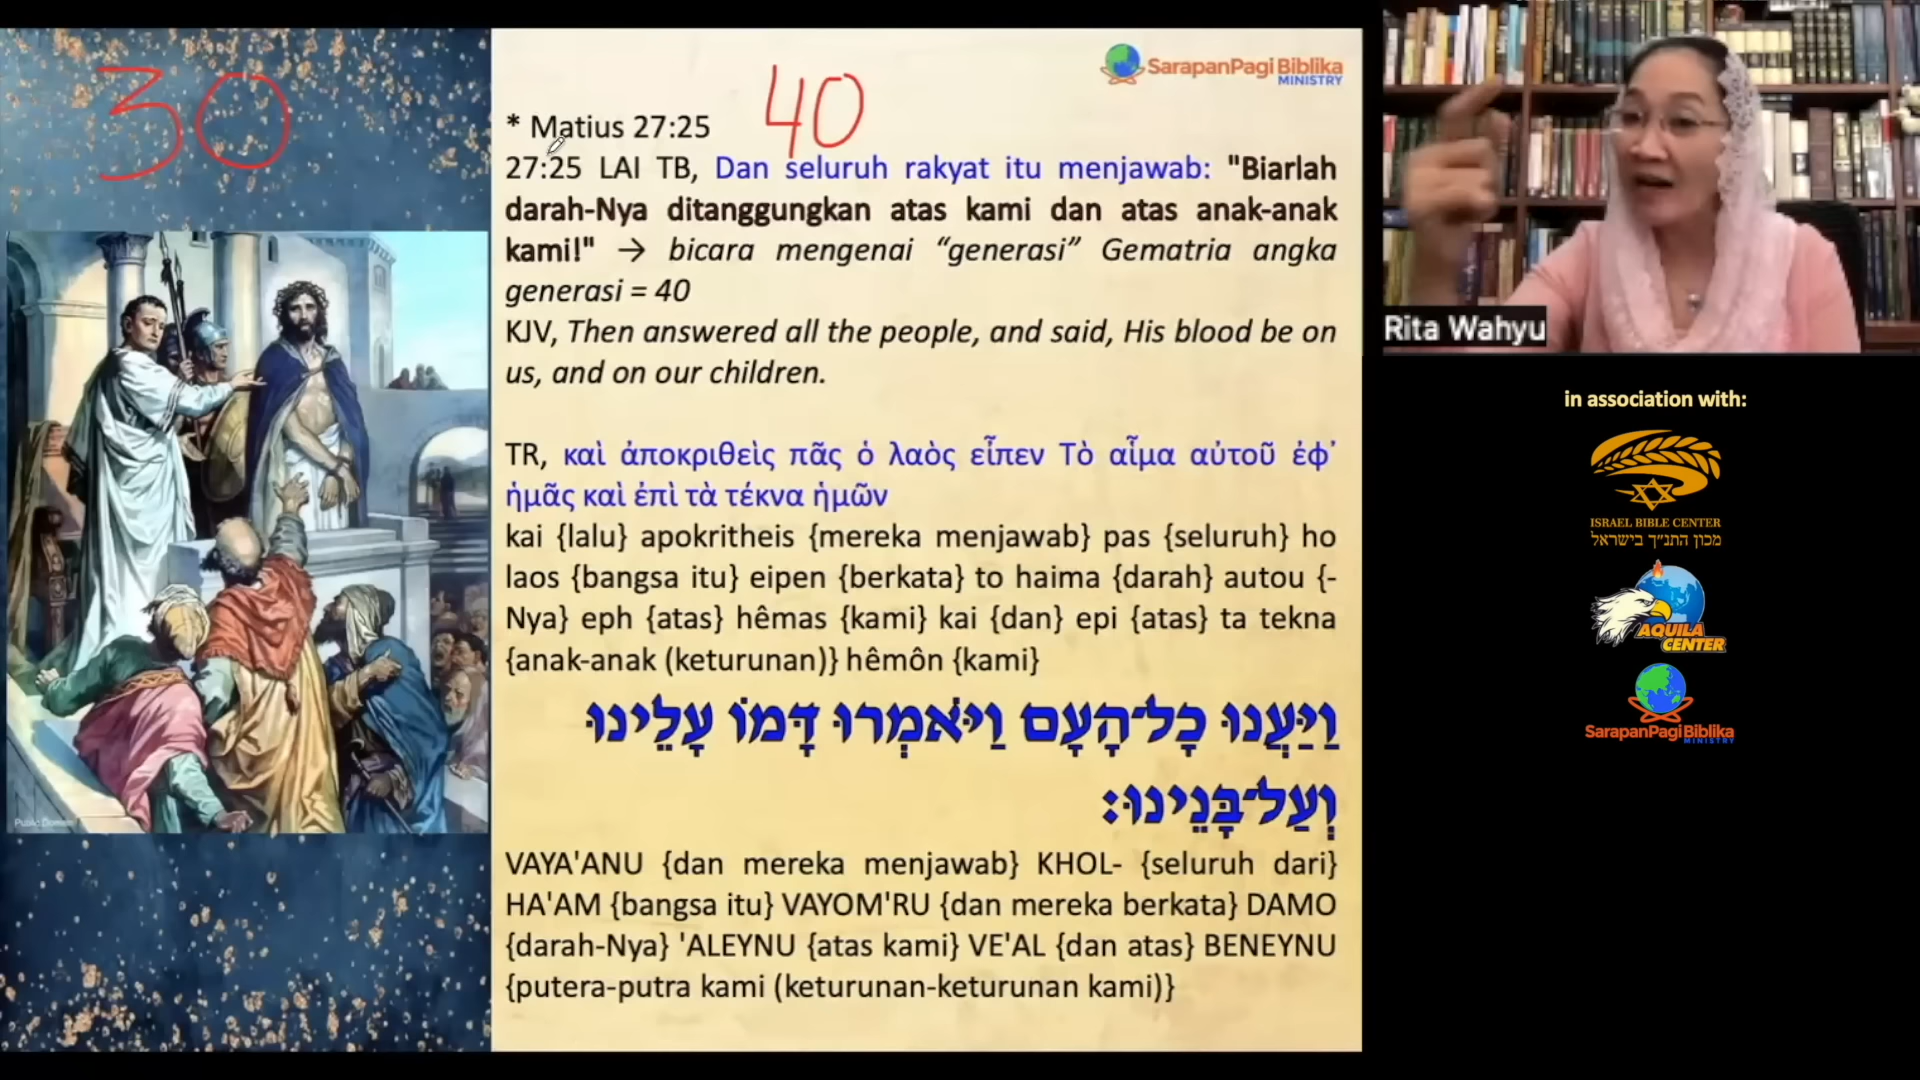 30
Public Domain
SarapanPagi Biblika
MINISTRY
40
* Matius 27:25
27:25 LAI TB, Dan seluruh rakyat itu menjawab: "Biarlah
darah-Nya ditanggungkan atas kami dan atas anak-anak
kami!" → bicara mengenai “generasi” Gematria angka
generasi = 40
KJV, Then answered all the people, and said, His blood be on
us, and on our children.
TR, καὶ ἀποκριθεὶς πᾶς ὁ λαὸς εἶπεν Τὸ αἷμα αὐτοῦ ἐφ᾽
ἡμᾶς καὶ ἐπὶ τὰ τέκνα ἡμῶν
kai {lalu} apokritheis {mereka menjawab} pas {seluruh} ho
laos {bangsa itu} eipen {berkata} to haima {darah} autou {-
Nya} eph {atas} hêmas {kami} kai {dan} epi {atas} ta tekna
{anak-anak (keturunan)} hêmôn {kami}
וַיַּעֲנוּ כָל־הָעָם וַיֹּאמְרוּ דָּמוֹ עָלֵינוּ
וְעַל־בָּנֵינוּ׃
VAYA'ANU {dan mereka menjawab} KHOL- {seluruh dari}
HA'AM {bangsa itu} VAYOM'RU {dan mereka berkata} DAMO
{darah-Nya} 'ALEYNU {atas kami} VE'AL {dan atas} BENEYNU
{putera-putra kami (keturunan-keturunan kami)}
Rita Wahyu
in association with:
ISRAEL BIBLE CENTER
מכון התנ״ך בישראל
AQUILA
CENTER
SarapanPagi Biblika
MINISTRY